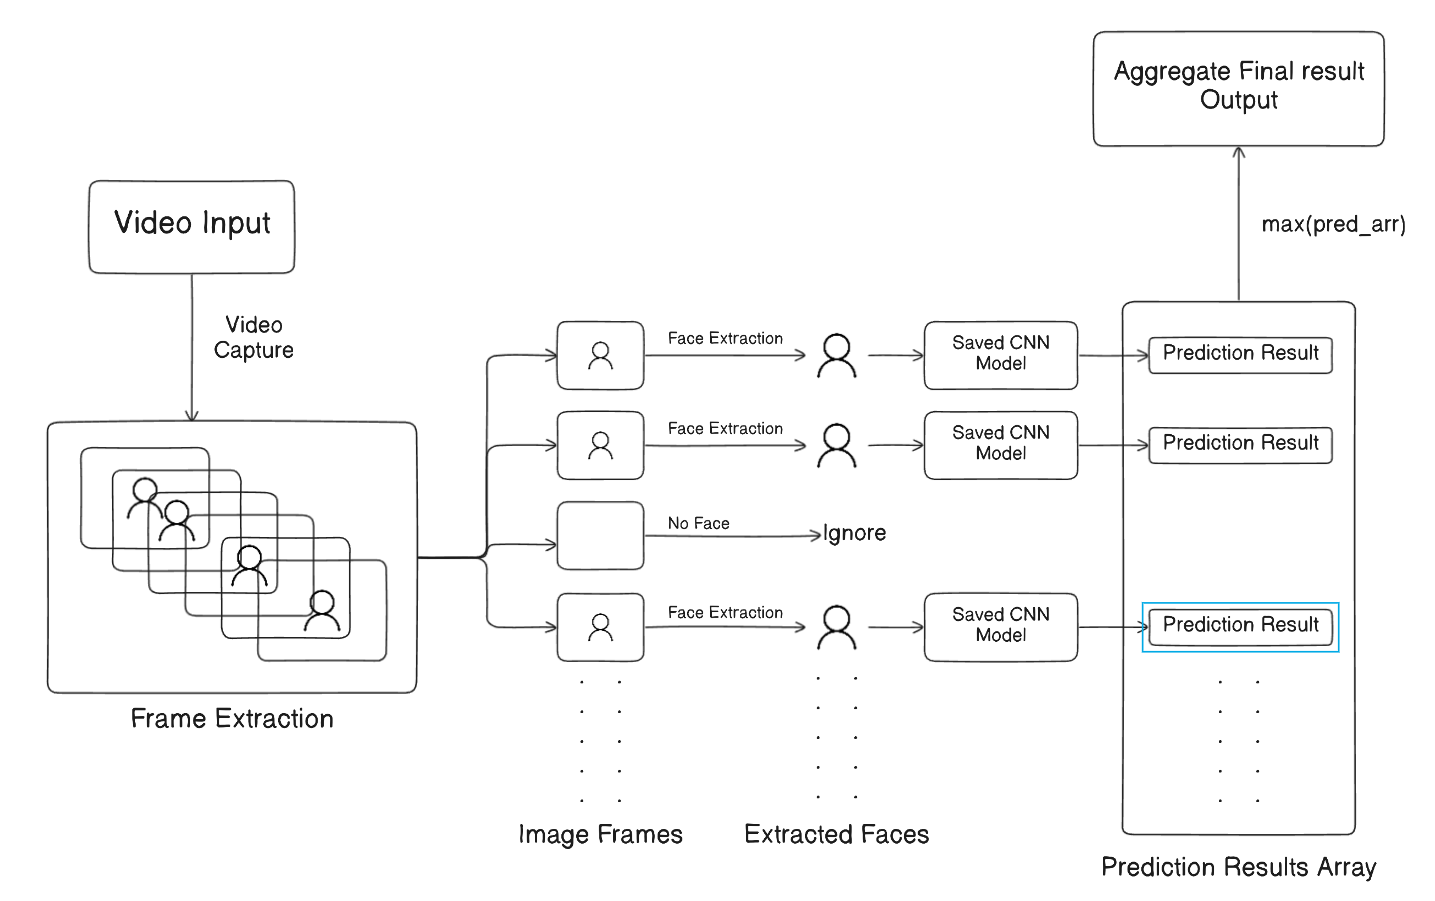 Aggregate Final result
Output
Video Input
max(pred_arr)
Video
Capture
Face Extraction
Saved CNN
Model
Prediction Result
Face Extraction
Saved CNN
Model
Prediction Result
No Face
Ignore
Face Extraction
Saved CNN
Model
Prediction Result
Frame Extraction
Image Frames
Extracted Faces
Prediction Results Array